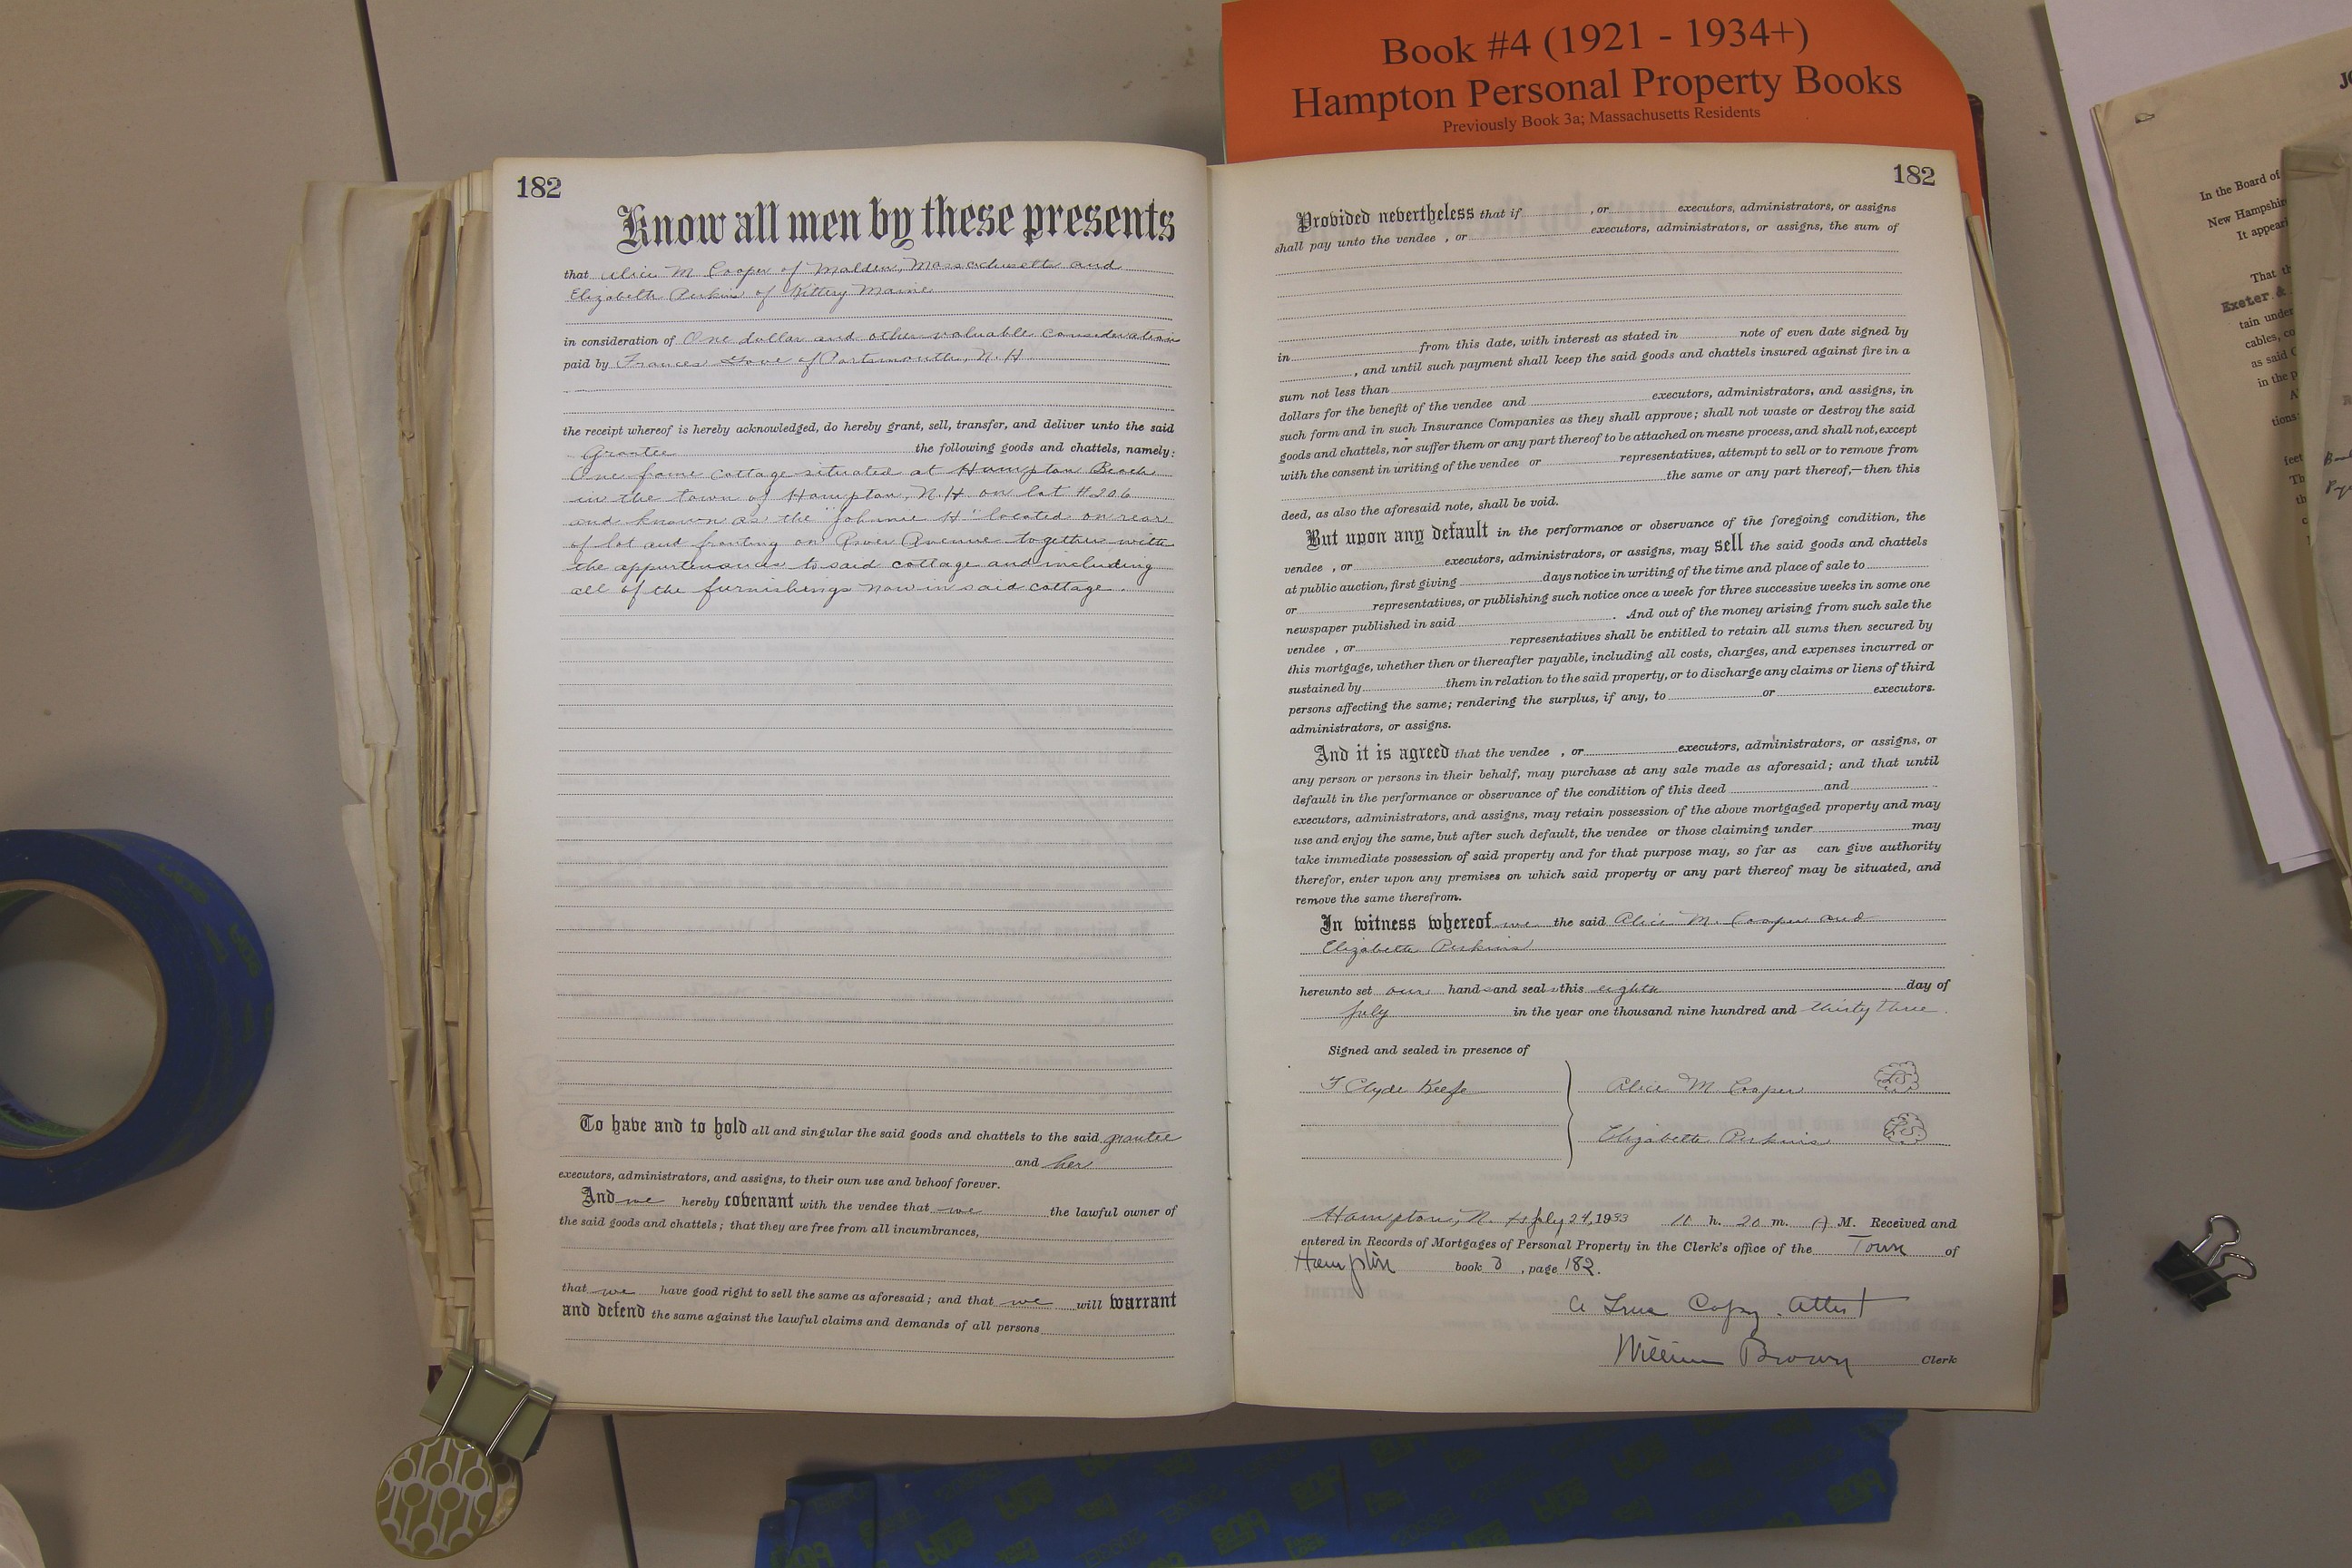 Book #4 (1921 - 1934+)
Hampton Personal Property Books
Previously Book 3a; Massachusetts Residents
182
Know all men by these presents
that Alice M Cooper of Malden, Massachusetts and
Elizabeth Perkins of Kittery Maine
in consideration of One dollar and other valuable consideration
paid by Frances Gove of Portsmouth, N.H.
the receipt whereof is hereby acknowledged, do hereby grant, sell, transfer, and deliver unto the said
Grantee the following goods and chattels, namely:
One frame cottage situated at Hampton Beach
in the town of Hampton, N.H. on lot #206
and known as the "Johnnie H" located on rear
of lot and fronting on River Avenue together with
the appurtenances to said cottage and including
all of the furnishings now in said cottage.
To have and to hold all and singular the said goods and chattels to the said grantee
and her
executors, administrators, and assigns, to their own use and behoof forever.
And we hereby covenant with the vendee that we the lawful owner of
the said goods and chattels; that they are free from all incumbrances,
that we have good right to sell the same as aforesaid; and that we will warrant
and defend the same against the lawful claims and demands of all persons
182
Provided nevertheless that if , or executors, administrators, or assigns
shall pay unto the vendee , or executors, administrators, or assigns, the sum of
in from this date, with interest as stated in note of even date signed by
, and until such payment shall keep the said goods and chattels insured against fire in a
sum not less than
dollars for the benefit of the vendee and executors, administrators, and assigns, in
such form and in such Insurance Companies as they shall approve; shall not waste or destroy the said
goods and chattels, nor suffer them or any part thereof to be attached on mesne process, and shall not, except
with the consent in writing of the vendee or representatives, attempt to sell or to remove from
the same or any part thereof,—then this
deed, as also the aforesaid note, shall be void.
But upon any default in the performance or observance of the foregoing condition, the
vendee , or executors, administrators, or assigns, may sell the said goods and chattels
at public auction, first giving days notice in writing of the time and place of sale to
or representatives, or publishing such notice once a week for three successive weeks in some one
newspaper published in said . And out of the money arising from such sale the
vendee , or representatives shall be entitled to retain all sums then secured by
this mortgage, whether then or thereafter payable, including all costs, charges, and expenses incurred or
sustained by them in relation to the said property, or to discharge any claims or liens of third
persons affecting the same; rendering the surplus, if any, to or executors.
administrators, or assigns.
And it is agreed that the vendee , or executors, administrators, or assigns, or
any person or persons in their behalf, may purchase at any sale made as aforesaid; and that until
default in the performance or observance of the condition of this deed and
executors, administrators, and assigns, may retain possession of the above mortgaged property and may
use and enjoy the same, but after such default, the vendee or those claiming under may
take immediate possession of said property and for that purpose may, so far as can give authority
therefor, enter upon any premises on which said property or any part thereof may be situated, and
remove the same therefrom.
In witness whereof we the said Alice M. Cooper and
Elizabeth Perkins
hereunto set our hands and seals this eighth day of
July in the year one thousand nine hundred and thirty three.
Signed and sealed in presence of
F Clyde Keefe Alice M Cooper LS
Elizabeth Perkins LS
Hampton, N. H July 24, 1933 11 h. 20 m. A M. Received and
entered in Records of Mortgages of Personal Property in the Clerk's office of the Town of
Hampton book 3, page 182.
A True Copy. Attest
William Brown Clerk
In the Board of
New Hampshire
It appear
That th
Exeter &
tain under
cables, co
as said C
in the p
tions
feet